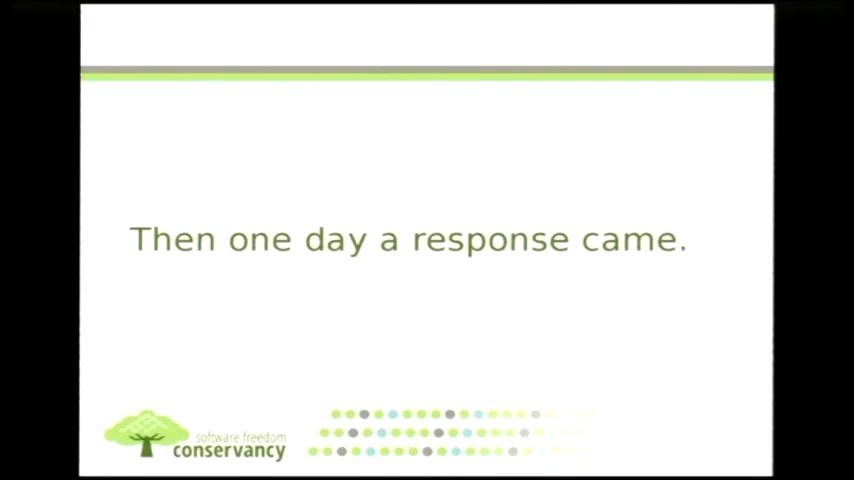 Then one day a response came.
software freedom
conservancy